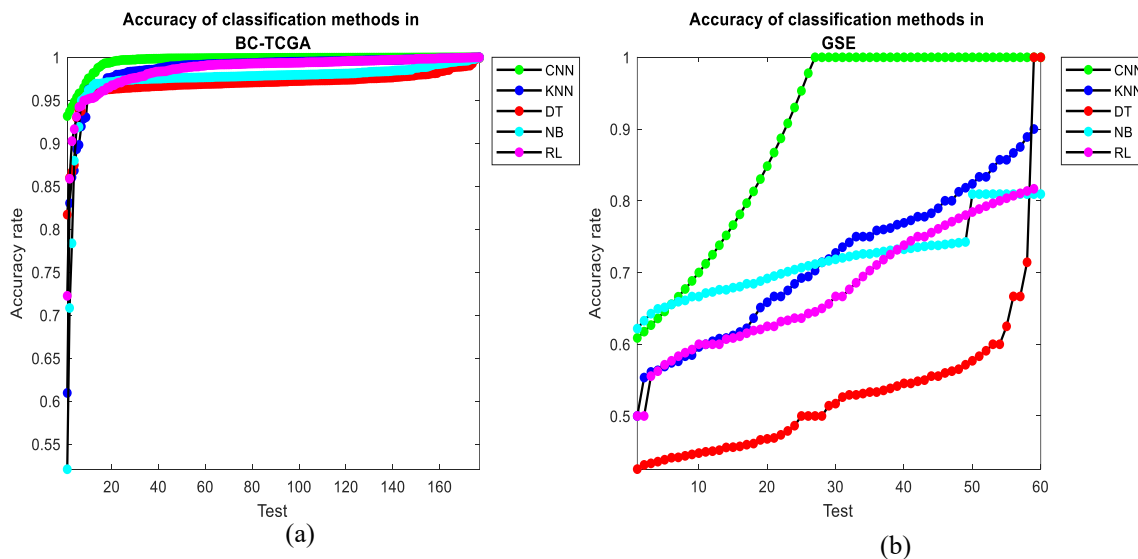 Accuracy of classification methods in
BC-TCGA
1
0.95
0.9
0.85
0.8
0.75
0.7
0.65
0.6
0.55
Accuracy rate
20 40 60 80 100 120 140 160
Test
CNN
KNN
DT
NB
RL
(a)
Accuracy of classification methods in
GSE
1
0.9
0.8
0.7
0.6
0.5
Accuracy rate
10 20 30 40 50 60
Test
CNN
KNN
DT
NB
RL
(b)